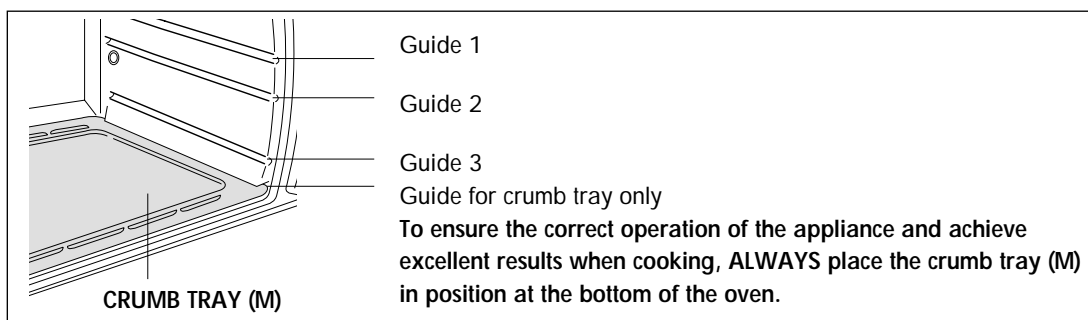 Guide 1
Guide 2
Guide 3
Guide for crumb tray only
To ensure the correct operation of the appliance and achieve
excellent results when cooking, ALWAYS place the crumb tray (M)
in position at the bottom of the oven.
CRUMB TRAY (M)